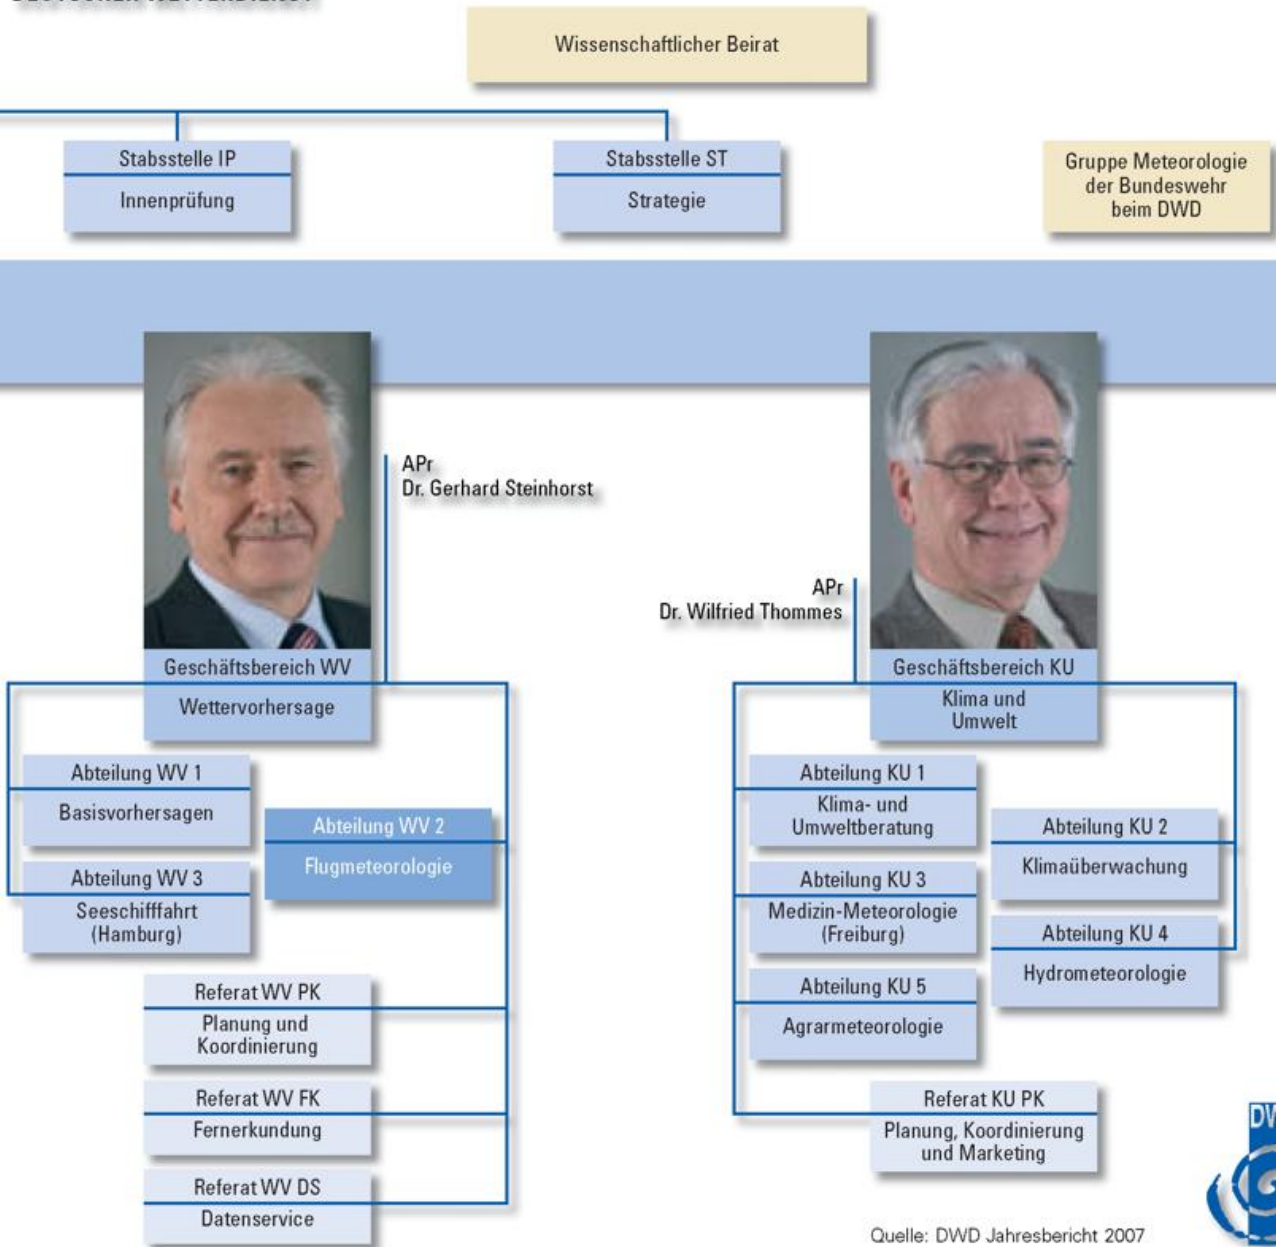 Wissenschaftlicher Beirat
Stabsstelle IP
Innenprüfung
Stabsstelle ST
Strategie
Gruppe Meteorologie
der Bundeswehr
beim DWD
APr
Dr. Gerhard Steinhorst
APr
Dr. Wilfried Thommes
Geschäftsbereich WV
Wettervorhersage
Abteilung WV 1
Basisvorhersagen
Abteilung WV 2
Flugmeteorologie
Abteilung WV 3
Seeschifffahrt
(Hamburg)
Referat WV PK
Planung und
Koordinierung
Referat WV FK
Fernerkundung
Referat WV DS
Datenservice
Geschäftsbereich KU
Klima und
Umwelt
Abteilung KU 1
Klima- und
Umweltberatung
Abteilung KU 2
Klimaüberwachung
Abteilung KU 3
Medizin-Meteorologie
(Freiburg)
Abteilung KU 4
Hydrometeorologie
Abteilung KU 5
Agrarmeteorologie
Referat KU PK
Planung, Koordinierung
und Marketing
Quelle: DWD Jahresbericht 2007